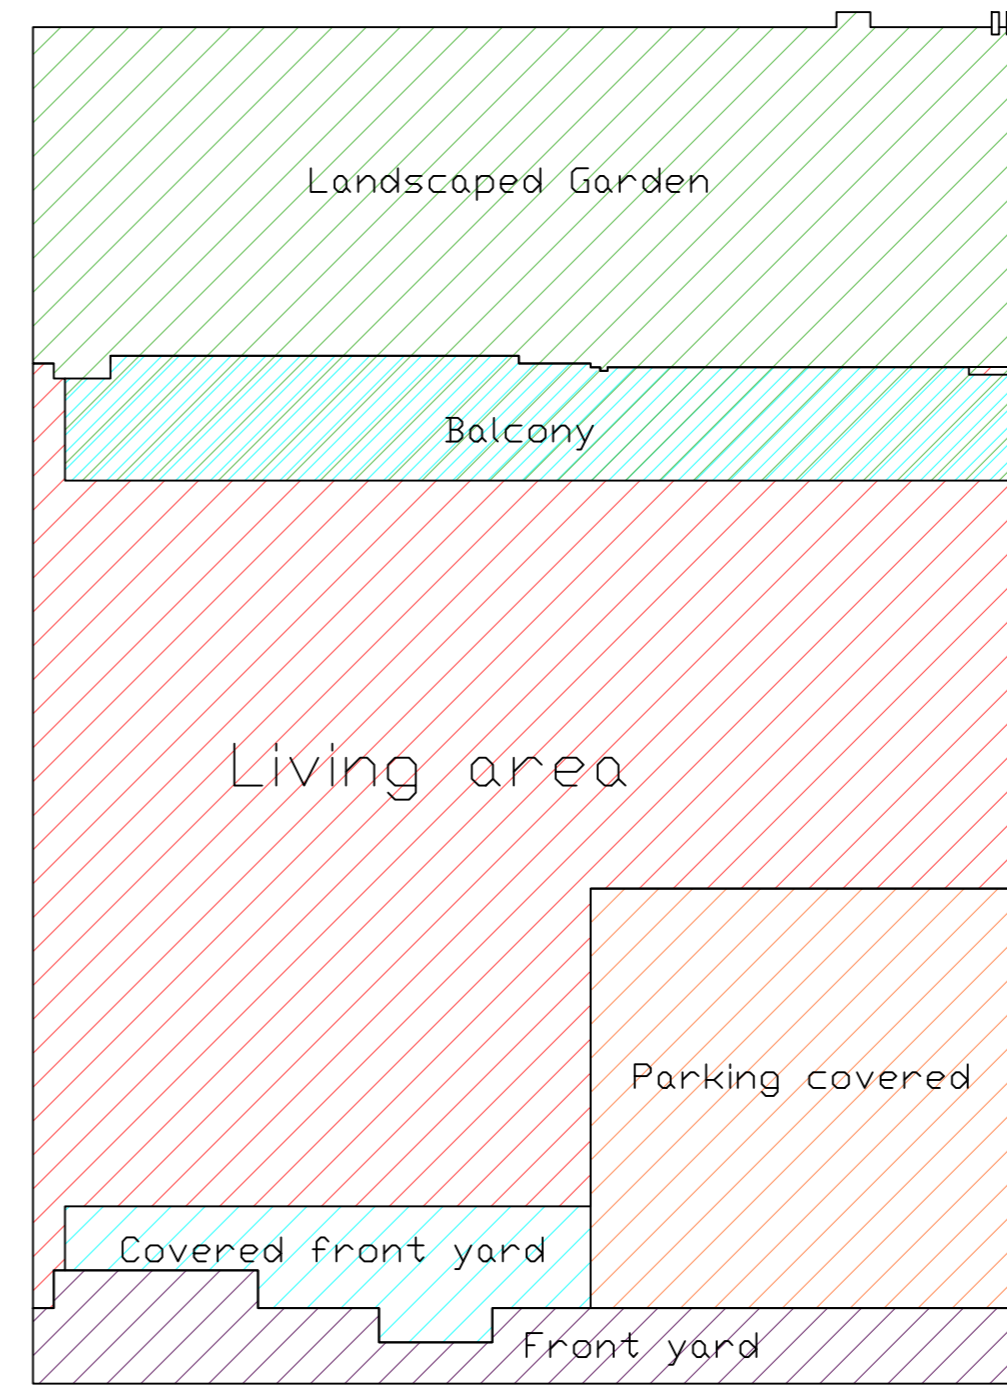 Landscaped Garden
Balcony
Living area
Parking covered
Covered front yard
Front yard